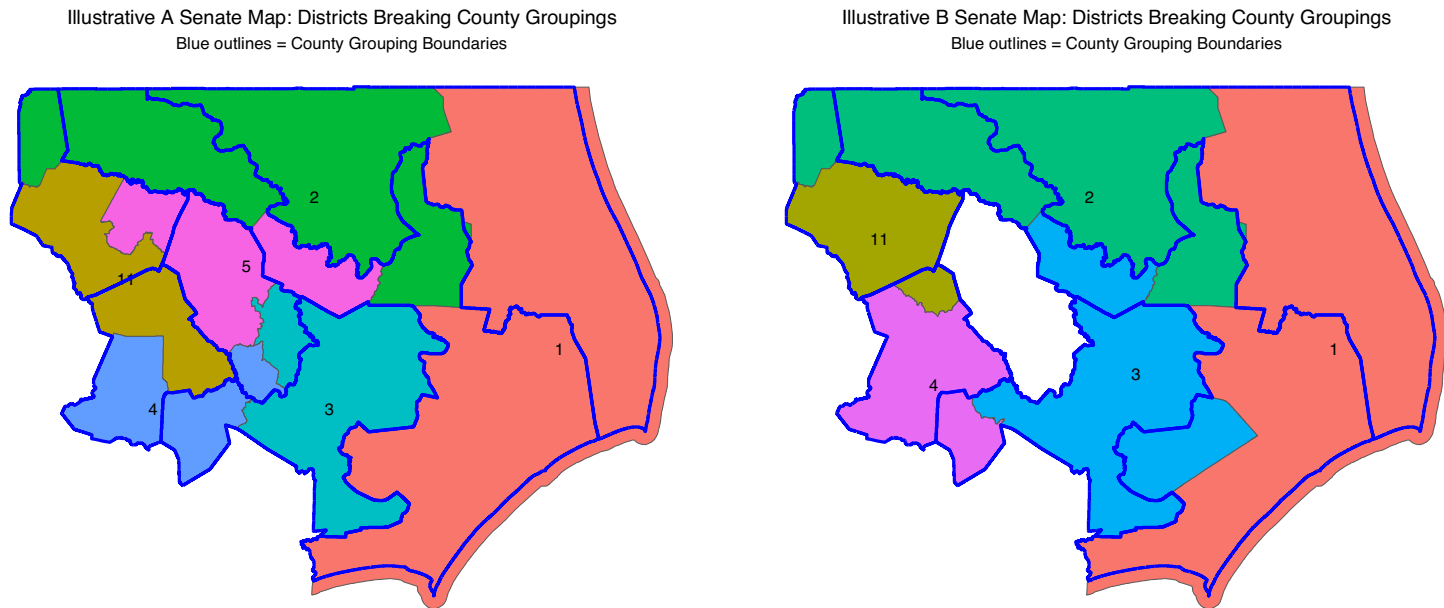 Illustrative A Senate Map: Districts Breaking County Groupings
Blue outlines = County Grouping Boundaries
2
5
11
1
4
3
Illustrative B Senate Map: Districts Breaking County Groupings
Blue outlines = County Grouping Boundaries
2
11
1
3
4